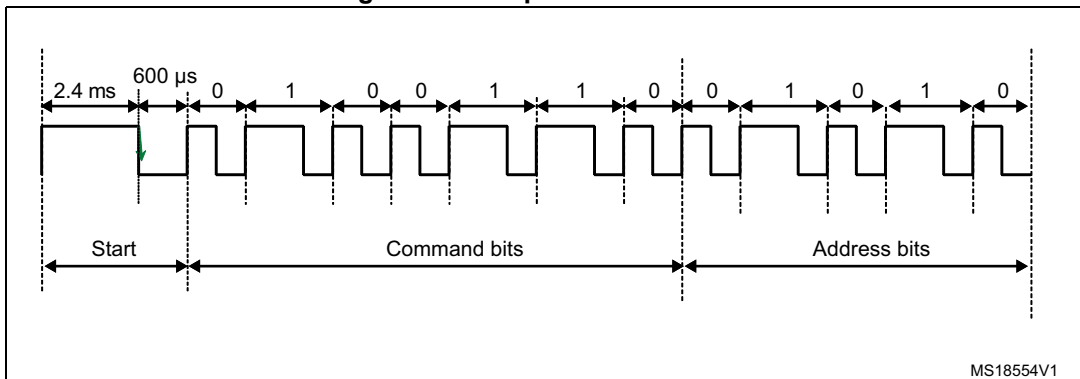 600 µs
2.4 ms 0 1 0 0 1 1 0 0 1 0 1 0
Start Command bits Address bits
MS18554V1